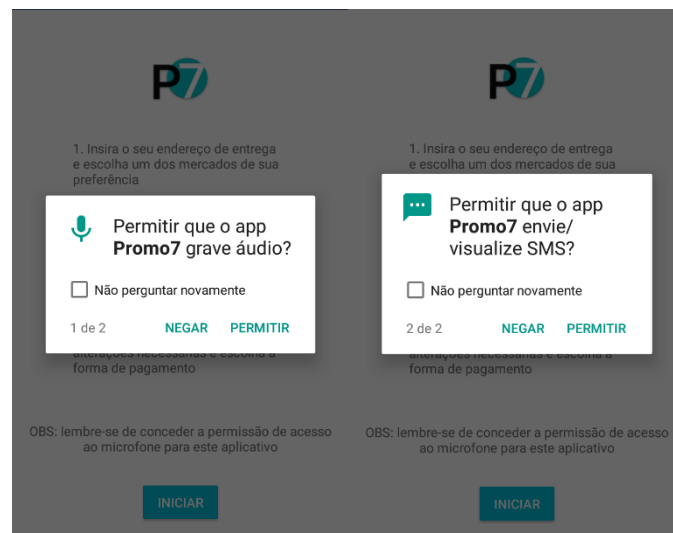 P7
1. Insira o seu endereço de entrega
e escolha um dos mercados de sua
preferência
Permitir que o app
Promo7 grave áudio?
Não perguntar novamente
1 de 2 NEGAR PERMITIR
alterações necessárias e escolha a
forma de pagamento
OBS: lembre-se de conceder a permissão de acesso
ao microfone para este aplicativo
INICIAR
P7
1. Insira o seu endereço de entrega
e escolha um dos mercados de sua
Permitir que o app
Promo7 envie/
visualize SMS?
Não perguntar novamente
2 de 2 NEGAR PERMITIR
alterações necessárias e escolha a
forma de pagamento
OBS: lembre-se de conceder a permissão de acesso
ao microfone para este aplicativo
INICIAR